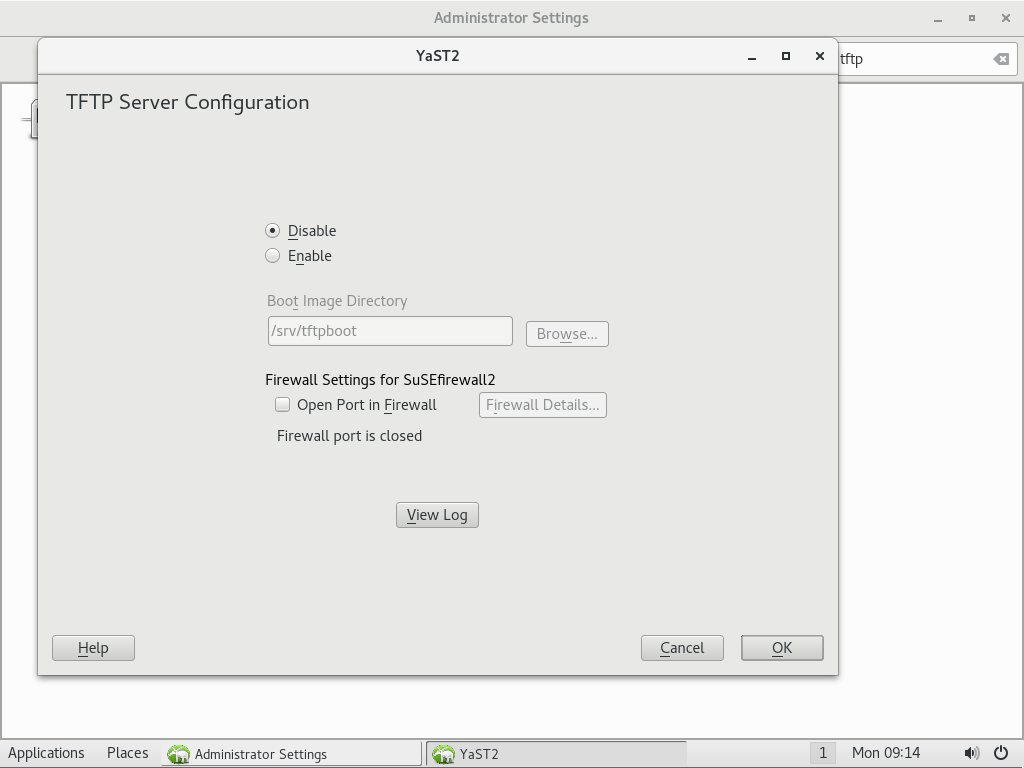 Administrator Settings
YaST2
tftp
TFTP Server Configuration
Disable
Enable
Boot Image Directory
/srv/tftpboot
Browse...
Firewall Settings for SuSEfirewall2
Open Port in Firewall
Firewall Details...
Firewall port is closed
View Log
Help
Cancel
OK
Applications
Places
Administrator Settings
YaST2
1
Mon 09:14